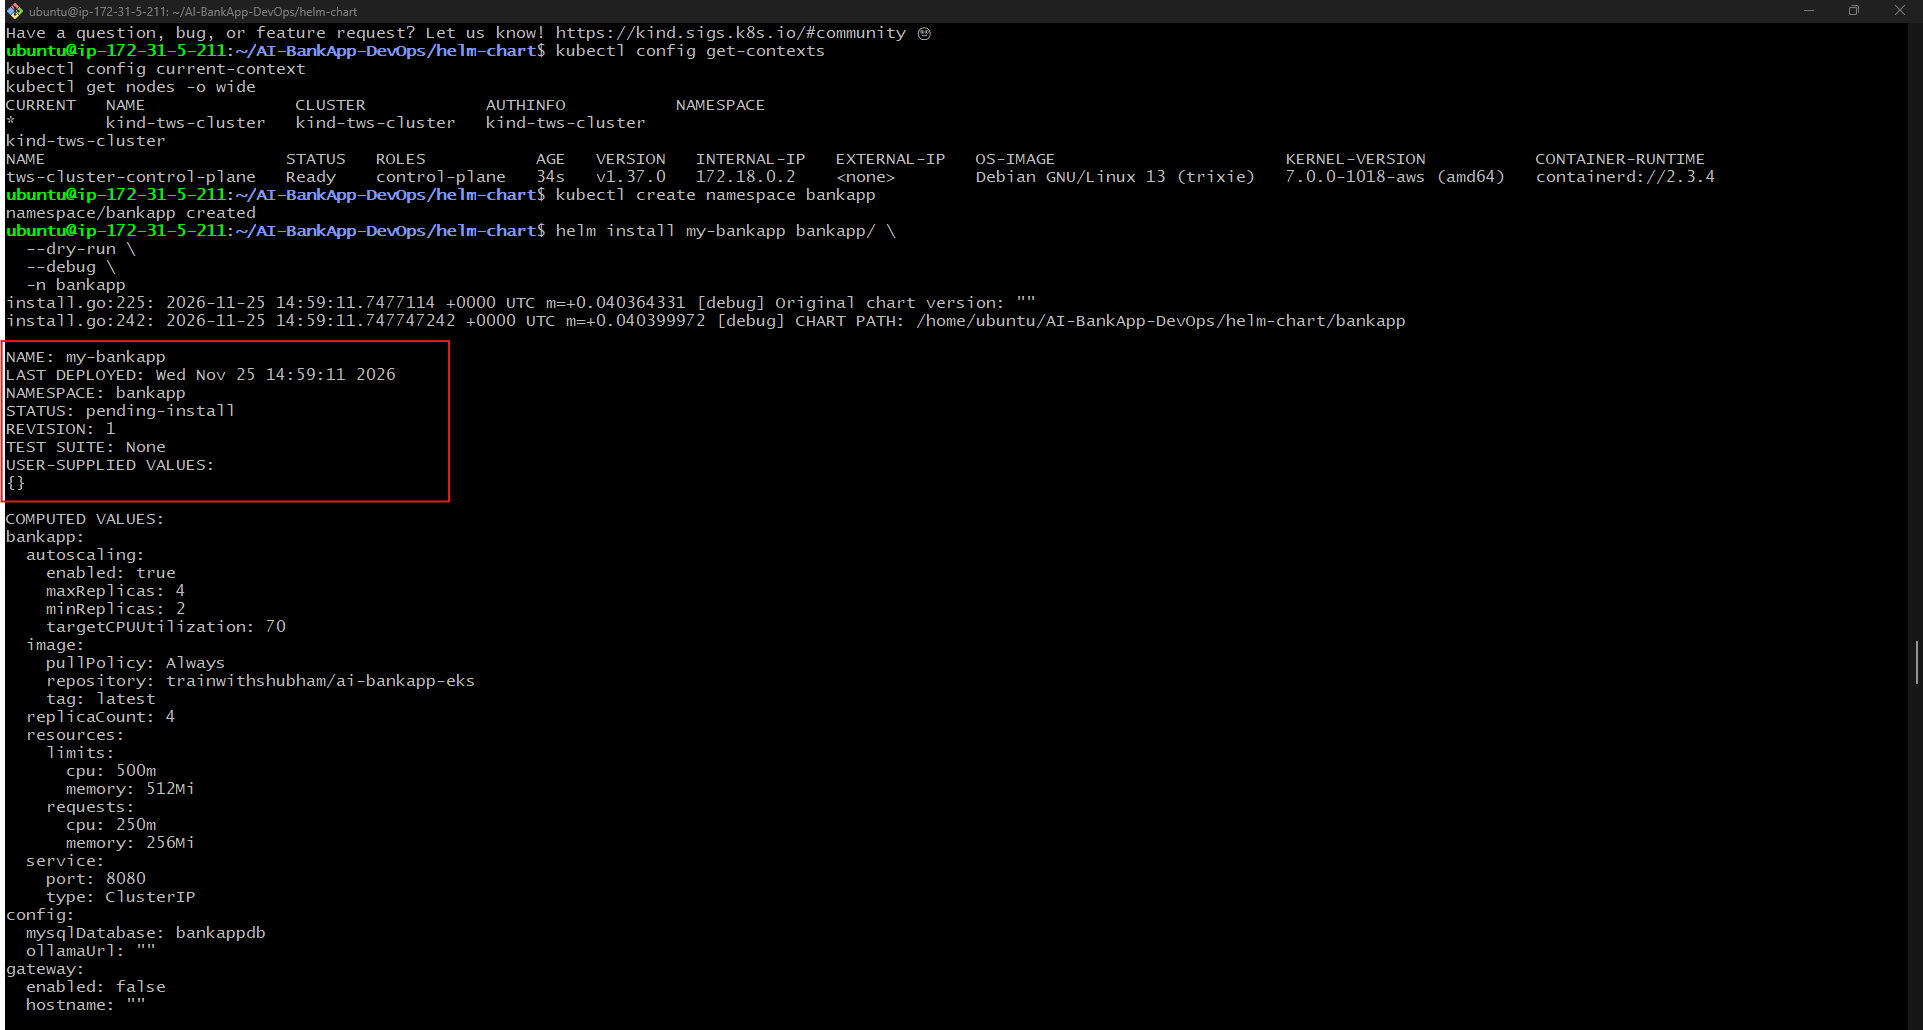 ubuntu@ip-172-31-5-211: ~/AI-BankApp-DevOps/helm-chart
Have a question, bug, or feature request? Let us know! https://kind.sigs.k8s.io/#community 🙂
ubuntu@ip-172-31-5-211:~/AI-BankApp-DevOps/helm-chart$ kubectl config get-contexts
kubectl config current-context
kubectl get nodes -o wide
CURRENT   NAME               CLUSTER            AUTHINFO           NAMESPACE
*         kind-tws-cluster   kind-tws-cluster   kind-tws-cluster
kind-tws-cluster
NAME                        STATUS   ROLES           AGE   VERSION   INTERNAL-IP   EXTERNAL-IP   OS-IMAGE                       KERNEL-VERSION           CONTAINER-RUNTIME
tws-cluster-control-plane   Ready    control-plane   34s   v1.37.0   172.18.0.2    <none>        Debian GNU/Linux 13 (trixie)   7.0.0-1018-aws (amd64)   containerd://2.3.4
ubuntu@ip-172-31-5-211:~/AI-BankApp-DevOps/helm-chart$ kubectl create namespace bankapp
namespace/bankapp created
ubuntu@ip-172-31-5-211:~/AI-BankApp-DevOps/helm-chart$ helm install my-bankapp bankapp/ \
  --dry-run \
  --debug \
  -n bankapp
install.go:225: 2026-11-25 14:59:11.7477114 +0000 UTC m=+0.040364331 [debug] Original chart version: ""
install.go:242: 2026-11-25 14:59:11.747747242 +0000 UTC m=+0.040399972 [debug] CHART PATH: /home/ubuntu/AI-BankApp-DevOps/helm-chart/bankapp
NAME: my-bankapp
LAST DEPLOYED: Wed Nov 25 14:59:11 2026
NAMESPACE: bankapp
STATUS: pending-install
REVISION: 1
TEST SUITE: None
USER-SUPPLIED VALUES:
{}
COMPUTED VALUES:
bankapp:
  autoscaling:
    enabled: true
    maxReplicas: 4
    minReplicas: 2
    targetCPUUtilization: 70
  image:
    pullPolicy: Always
    repository: trainwithshubham/ai-bankapp-eks
    tag: latest
  replicaCount: 4
  resources:
    limits:
      cpu: 500m
      memory: 512Mi
    requests:
      cpu: 250m
      memory: 256Mi
  service:
    port: 8080
    type: ClusterIP
config:
  mysqlDatabase: bankappdb
  ollamaUrl: ""
gateway:
  enabled: false
  hostname: ""